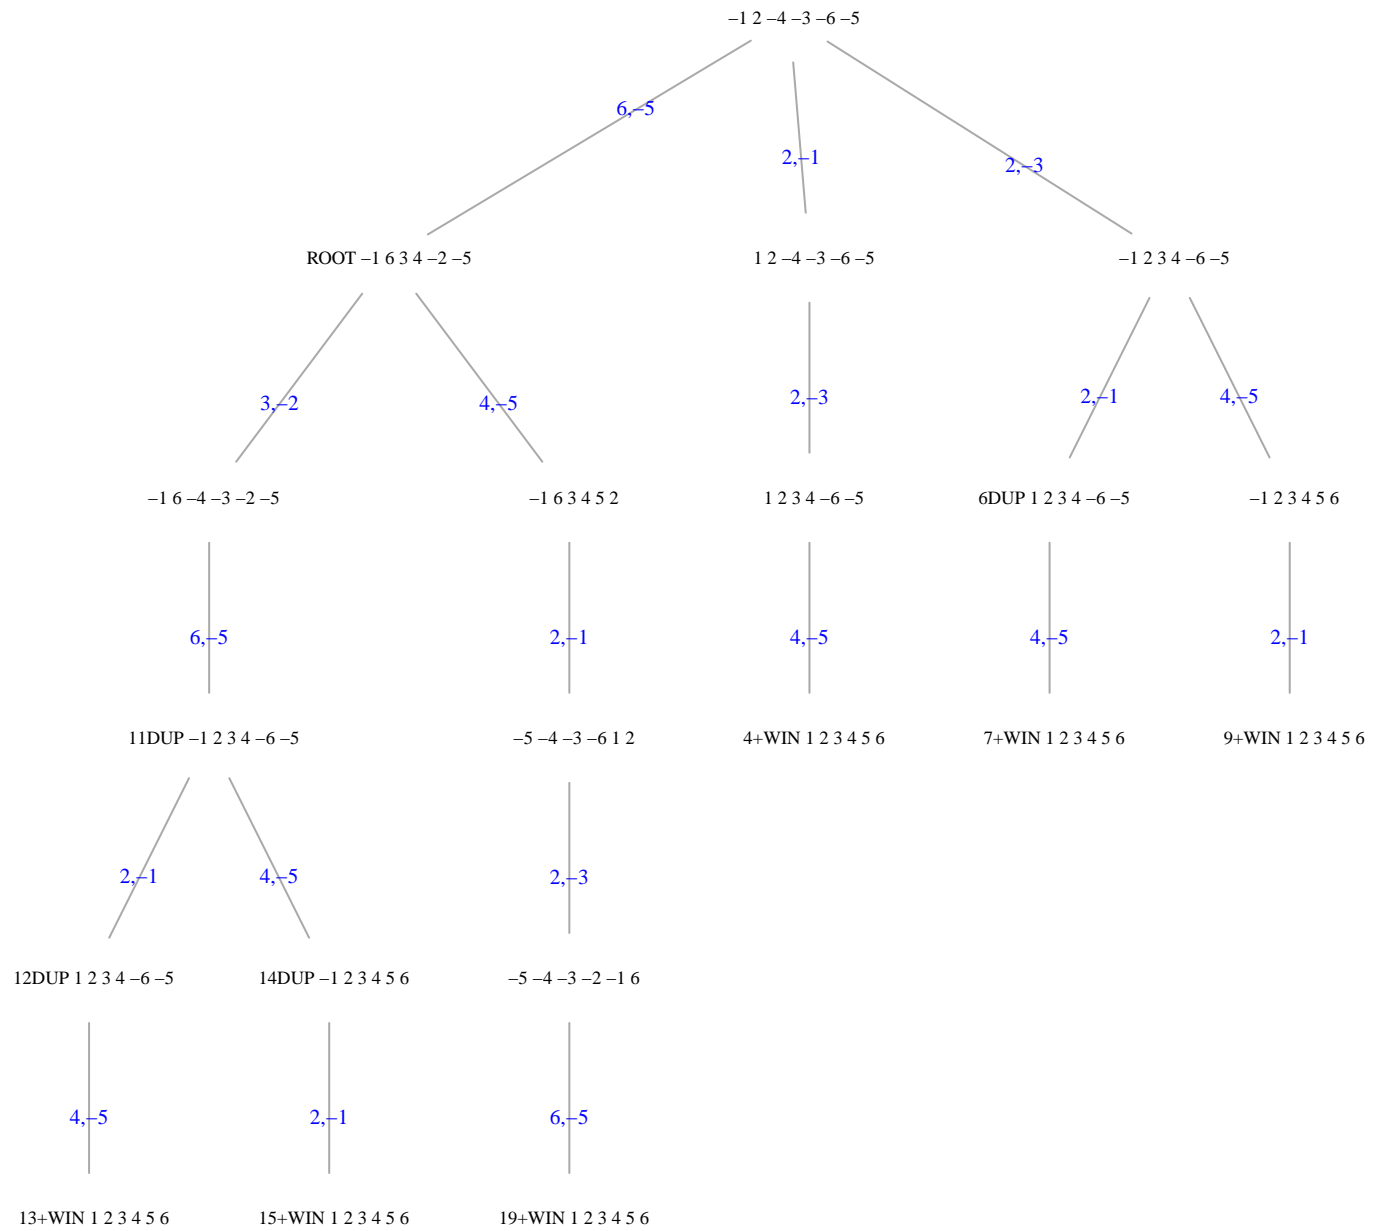 –1 2 –4 –3 –6 –5
6,–5
2,–1
2,–3
ROOT –1 6 3 4 –2 –5
1 2 –4 –3 –6 –5
–1 2 3 4 –6 –5
3,–2
4,–5
2,–3
2,–1
4,–5
–1 6 –4 –3 –2 –5
–1 6 3 4 5 2
1 2 3 4 –6 –5
6DUP 1 2 3 4 –6 –5
–1 2 3 4 5 6
6,–5
2,–1
4,–5
4,–5
2,–1
11DUP –1 2 3 4 –6 –5
–5 –4 –3 –6 1 2
4+WIN 1 2 3 4 5 6
7+WIN 1 2 3 4 5 6
9+WIN 1 2 3 4 5 6
2,–1
4,–5
2,–3
12DUP 1 2 3 4 –6 –5
14DUP –1 2 3 4 5 6
–5 –4 –3 –2 –1 6
4,–5
2,–1
6,–5
13+WIN 1 2 3 4 5 6
15+WIN 1 2 3 4 5 6
19+WIN 1 2 3 4 5 6